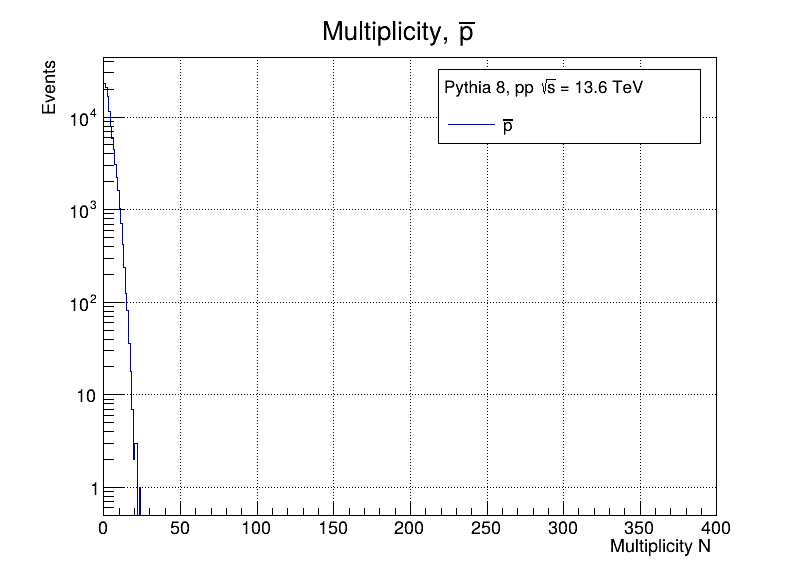 Multiplicity, p̅
Events
Pythia 8, pp √s = 13.6 TeV
p̅
10⁴
10³
10²
10
1
0 50 100 150 200 250 300 350 400
Multiplicity N